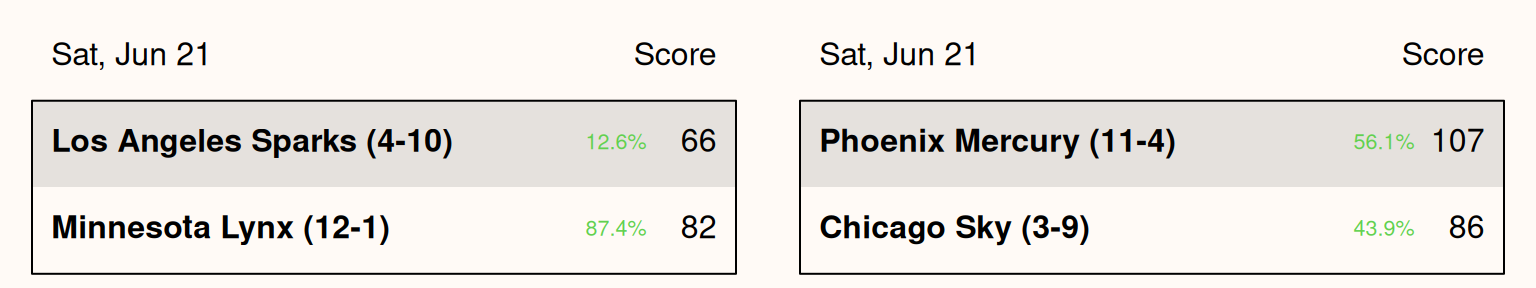 Sat, Jun 21 Score
Los Angeles Sparks (4-10) 12.6% 66
Minnesota Lynx (12-1) 87.4% 82
Sat, Jun 21 Score
Phoenix Mercury (11-4) 56.1% 107
Chicago Sky (3-9) 43.9% 86